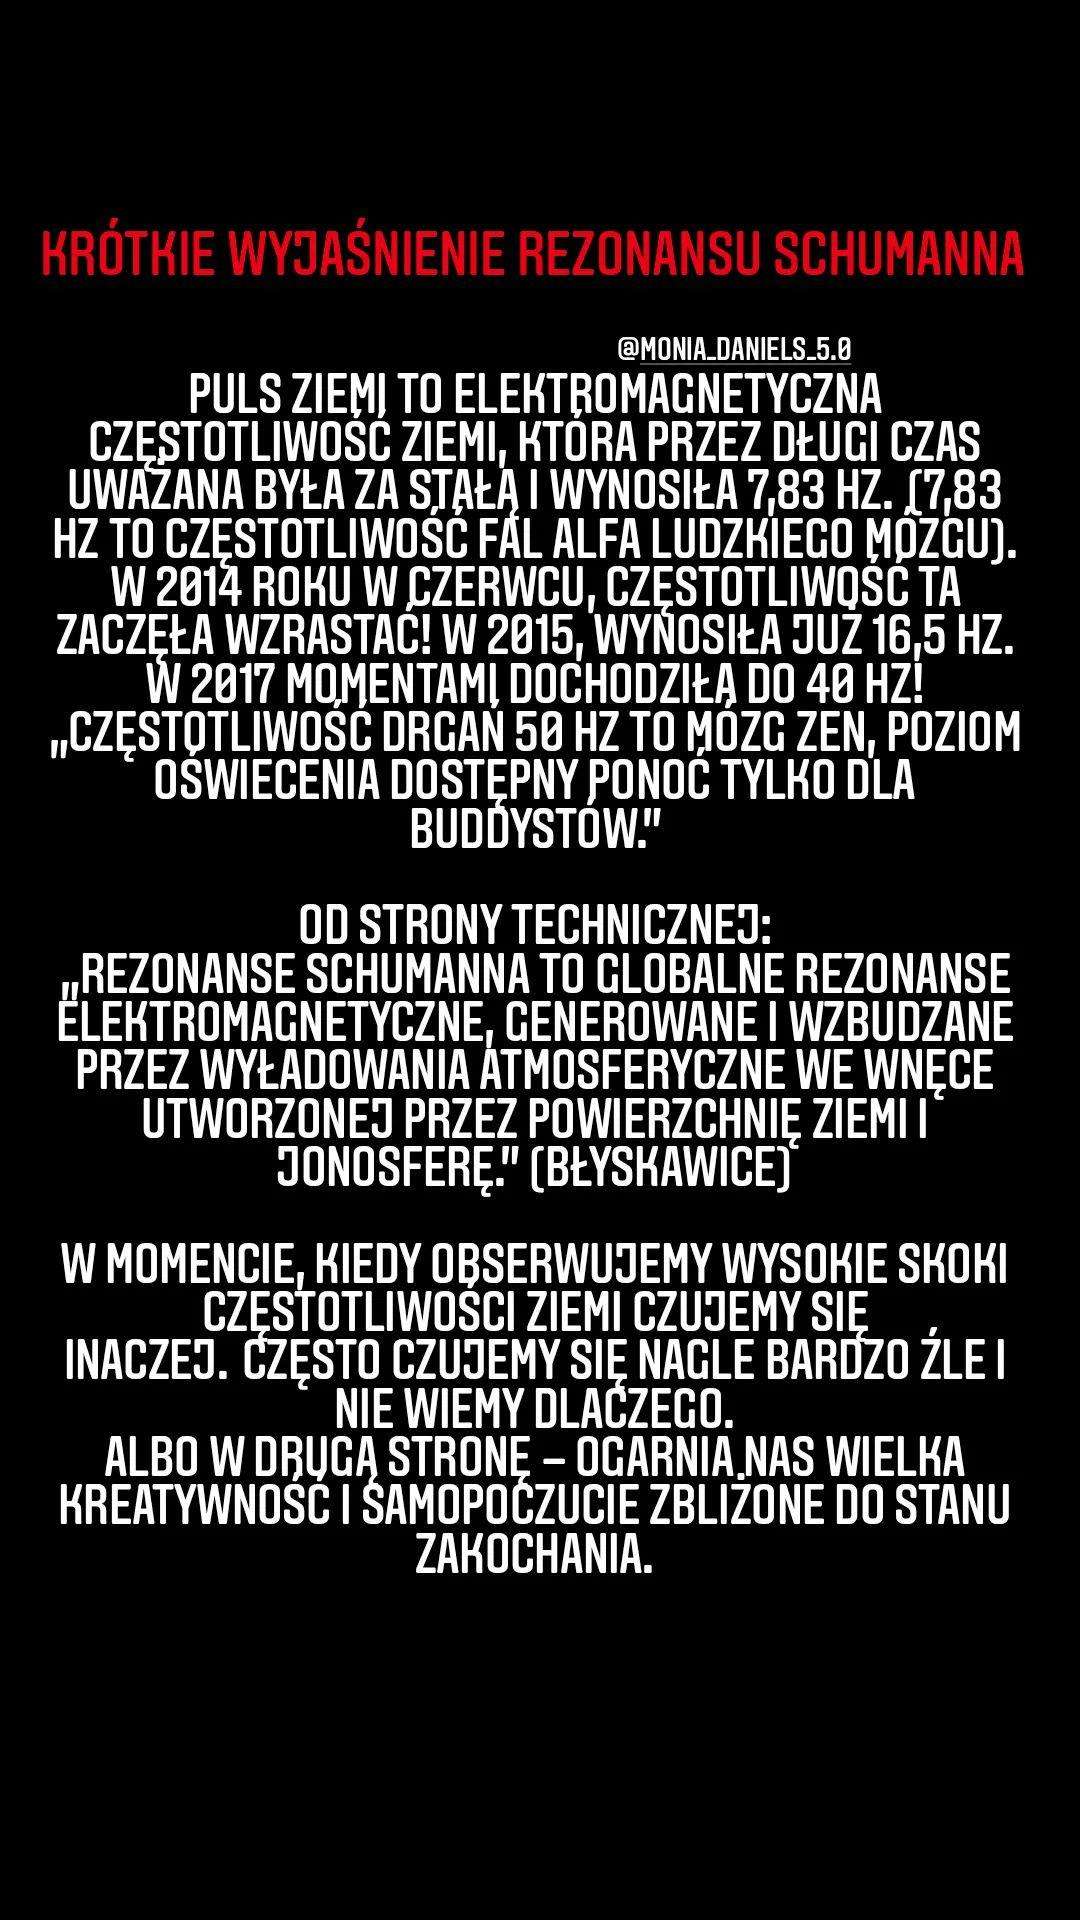 KRÓTKIE WYJAŚNIENIE REZONANSU SCHUMANNA
@MONIA_DANIELS_5.0
PULS ZIEMI TO ELEKTROMAGNETYCZNA
CZĘSTOTLIWOŚĆ ZIEMI, KTÓRA PRZEZ DŁUGI CZAS
UWAŻANA BYŁA ZA STAŁĄ I WYNOSIŁA 7,83 HZ. (7,83
HZ TO CZĘSTOTLIWOŚĆ FAL ALFA LUDZKIEGO MÓZGU).
W 2014 ROKU W CZERWCU, CZĘSTOTLIWOŚĆ TA
ZACZĘŁA WZRASTAĆ! W 2015, WYNOSIŁA JUŻ 16,5 HZ.
W 2017 MOMENTAMI DOCHODZIŁA DO 40 HZ!
„CZĘSTOTLIWOŚĆ DRGAŃ 50 HZ TO MÓZG ZEN, POZIOM
OŚWIECENIA DOSTĘPNY PONOĆ TYLKO DLA
BUDDYSTÓW."
OD STRONY TECHNICZNEJ:
„REZONANSE SCHUMANNA TO GLOBALNE REZONANSE
ELEKTROMAGNETYCZNE, GENEROWANE I WZBUDZANE
PRZEZ WYŁADOWANIA ATMOSFERYCZNE WE WNĘCE
UTWORZONEJ PRZEZ POWIERZCHNIĘ ZIEMI I
JONOSFERĘ." (BŁYSKAWICE)
W MOMENCIE, KIEDY OBSERWUJEMY WYSOKIE SKOKI
CZĘSTOTLIWOŚCI ZIEMI CZUJEMY SIĘ
INACZEJ. CZĘSTO CZUJEMY SIĘ NAGLE BARDZO ŹLE I
NIE WIEMY DLACZEGO.
ALBO W DRUGĄ STRONĘ – OGARNIA NAS WIELKA
KREATYWNOŚĆ I SAMOPOCZUCIE ZBLIŻONE DO STANU
ZAKOCHANIA.